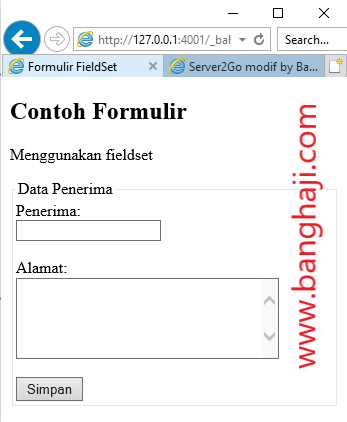 http://127.0.0.1:4001/_bal
Search...
Formulir FieldSet
Server2Go modif by Ba...
Contoh Formulir
Menggunakan fieldset
Data Penerima
Penerima:
Alamat:
Simpan
www.banghaji.com